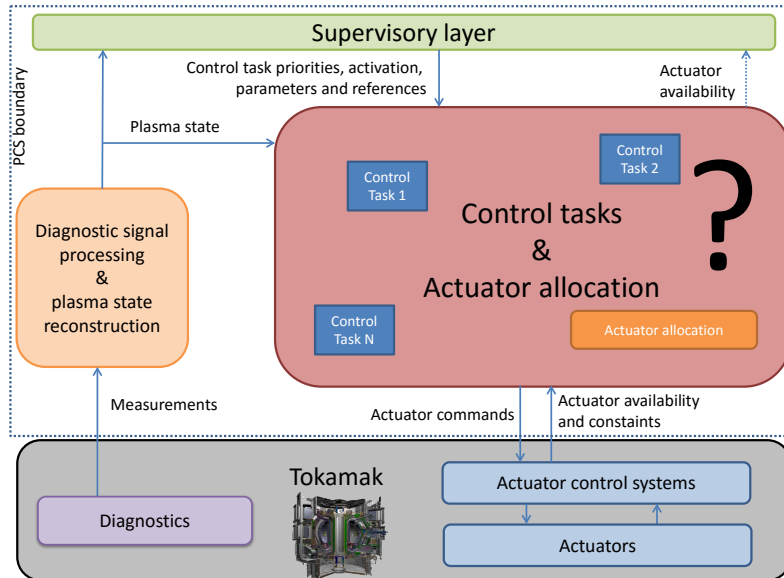 Supervisory layer
PCS boundary
Control task priorities, activation,
parameters and references
Actuator
availability
Plasma state
Control
Task 1
Control
Task 2
?
Control tasks
&
Actuator allocation
Diagnostic signal
processing
&
plasma state
reconstruction
Control
Task N
Actuator allocation
Measurements
Actuator commands
Actuator availability
and constaints
Tokamak
Diagnostics
Actuator control systems
Actuators